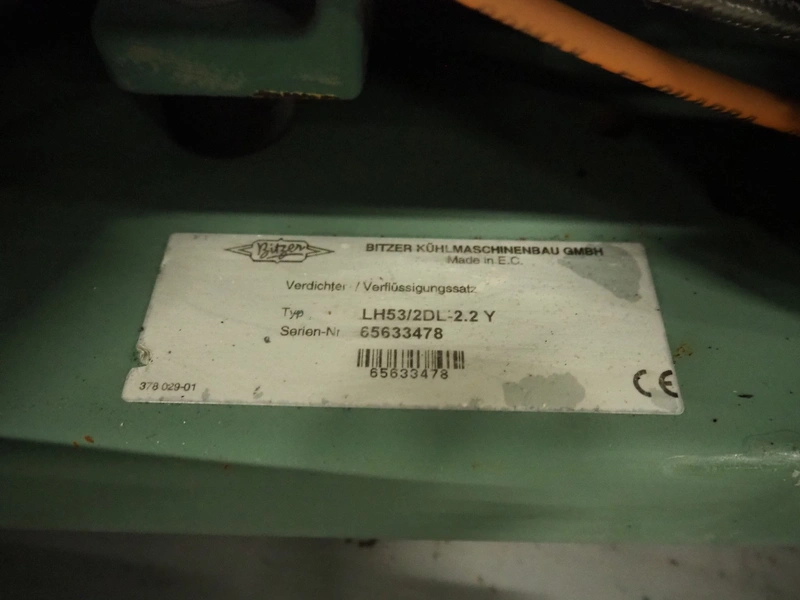 Bitzer
BITZER KÜHLMASCHINENBAU GMBH
Made in E.C.
Verdichter / Verflüssigungssatz
Typ LH53/2DL-2.2 Y
Serien-Nr 65633478
65633478
378 029-01
CE